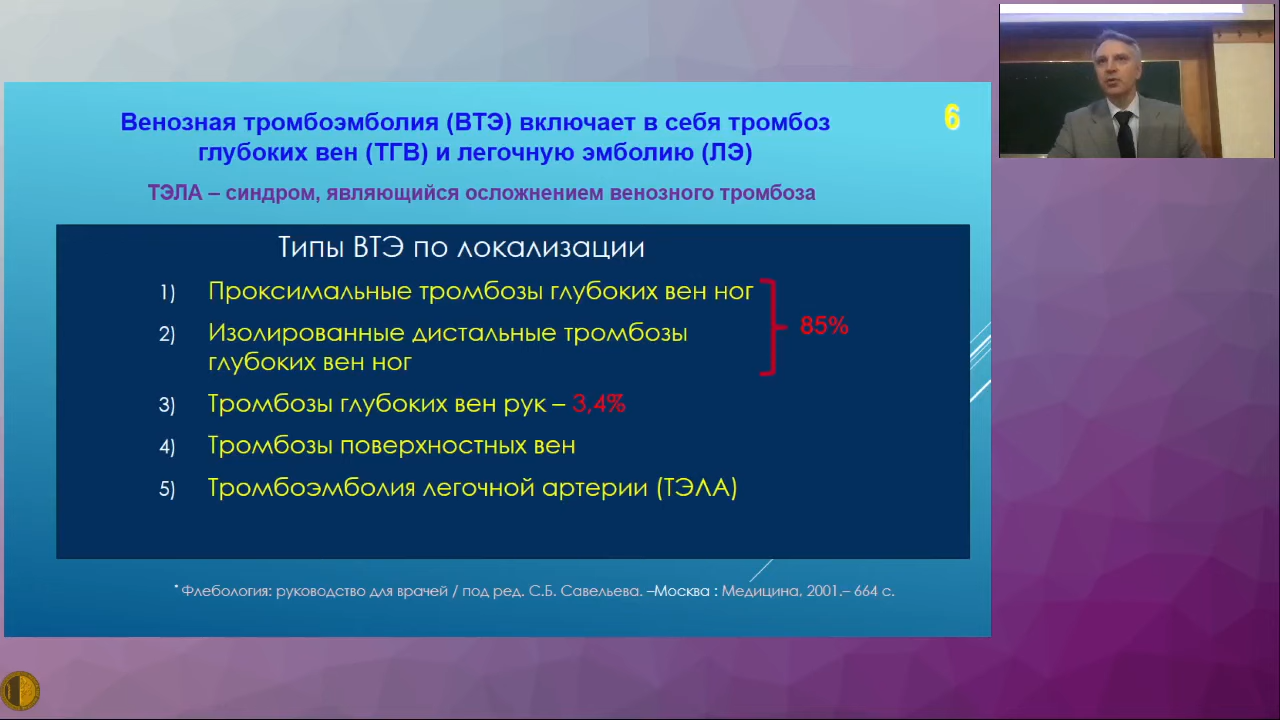 Венозная тромбоэмболия (ВТЭ) включает в себя тромбоз
глубоких вен (ТГВ) и легочную эмболию (ЛЭ)
6
ТЭЛА – синдром, являющийся осложнением венозного тромбоза
Типы ВТЭ по локализации
1) Проксимальные тромбозы глубоких вен ног
2) Изолированные дистальные тромбозы
глубоких вен ног
85%
3) Тромбозы глубоких вен рук – 3,4%
4) Тромбозы поверхностных вен
5) Тромбоэмболия легочной артерии (ТЭЛА)
* Флебология: руководство для врачей / под ред. С.Б. Савельева. –Москва : Медицина, 2001.– 664 с.